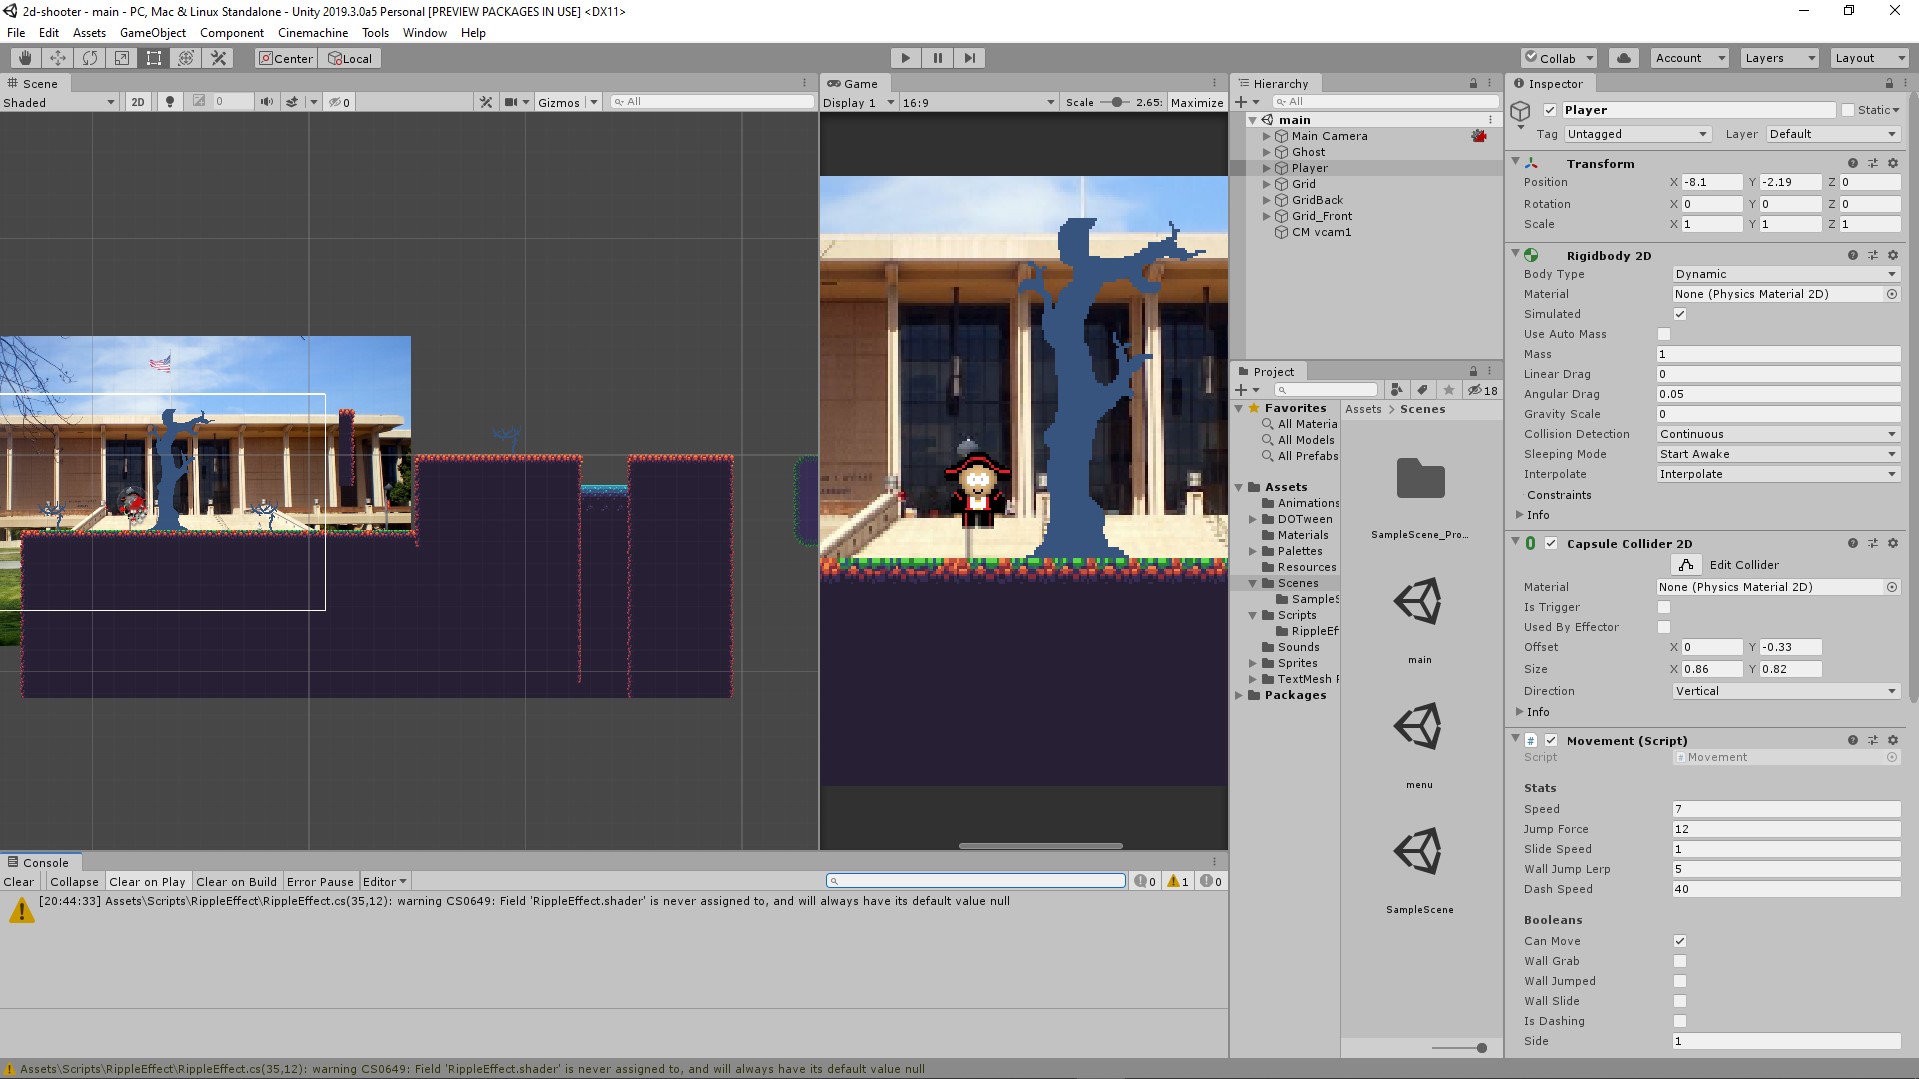 2d-shooter - main - PC, Mac & Linux Standalone - Unity 2019.3.0a5 Personal [PREVIEW PACKAGES IN USE] <DX11>
File Edit Assets GameObject Component Cinemachine Tools Window Help
Center Local
Collab Account Layers Layout
Scene
Shaded 2D 0 0 Gizmos All
Game
Display 1 16:9 Scale 2.65: Maximize
Hierarchy
All
main
Main Camera
Ghost
Player
Grid
GridBack
Grid_Front
CM vcam1
Project
18
Favorites
All Materia
All Models
All Prefabs
Assets
Animations
DOTween
Materials
Palettes
Resources
Scenes
SampleS
Scripts
RippleEf
Sounds
Sprites
TextMesh P
Packages
Assets > Scenes
SampleScene_Pro...
main
menu
SampleScene
Inspector
Player Static
Tag Untagged Layer Default
Transform
Position X -8.1 Y -2.19 Z 0
Rotation X 0 Y 0 Z 0
Scale X 1 Y 1 Z 1
Rigidbody 2D
Body Type Dynamic
Material None (Physics Material 2D)
Simulated
Use Auto Mass
Mass 1
Linear Drag 0
Angular Drag 0.05
Gravity Scale 0
Collision Detection Continuous
Sleeping Mode Start Awake
Interpolate Interpolate
Constraints
Info
Capsule Collider 2D
Edit Collider
Material None (Physics Material 2D)
Is Trigger
Used By Effector
Offset X 0 Y -0.33
Size X 0.86 Y 0.82
Direction Vertical
Info
Movement (Script)
Script Movement
Stats
Speed 7
Jump Force 12
Slide Speed 1
Wall Jump Lerp 5
Dash Speed 40
Booleans
Can Move
Wall Grab
Wall Jumped
Wall Slide
Is Dashing
Side 1
Console
Clear Collapse Clear on Play Clear on Build Error Pause Editor 0 1 0
[20:44:33] Assets\Scripts\RippleEffect\RippleEffect.cs(35,12): warning CS0649: Field 'RippleEffect.shader' is never assigned to, and will always have its default value null
Assets\Scripts\RippleEffect\RippleEffect.cs(35,12): warning CS0649: Field 'RippleEffect.shader' is never assigned to, and will always have its default value null